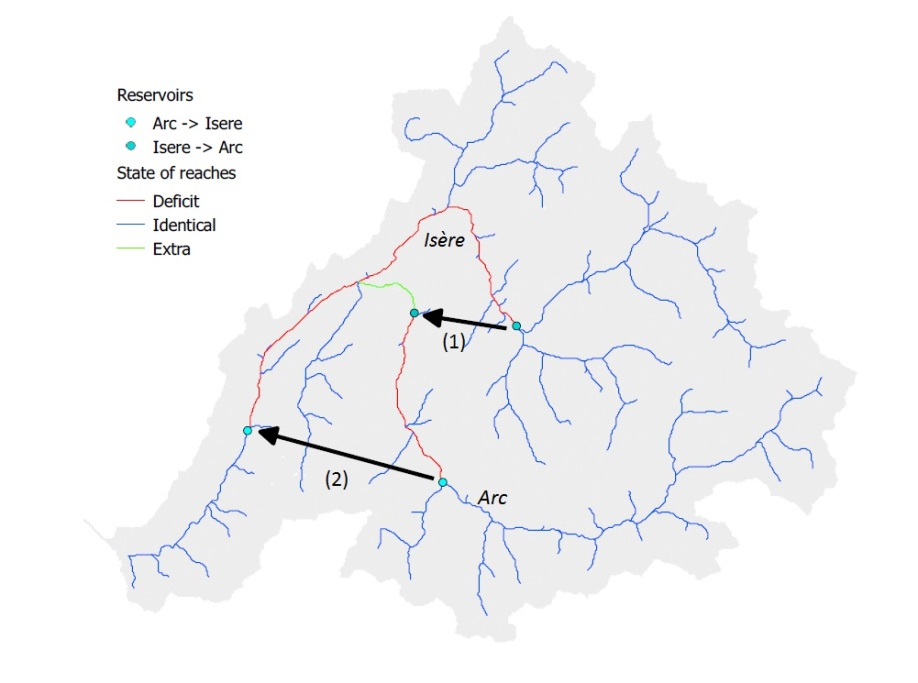 Reservoirs
Arc -> Isere
Isere -> Arc
State of reaches
Deficit
Identical
Extra
Isère
(1)
(2)
Arc